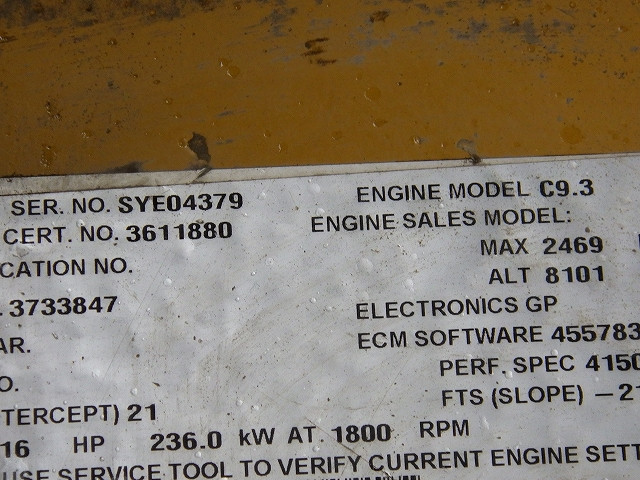 SER. NO. SYE04379 ENGINE MODEL C9.3
CERT. NO. 3611880 ENGINE SALES MODEL:
CATION NO. MAX 2469
ALT 8101
. 3733847 ELECTRONICS GP
AR. ECM SOFTWARE 455783
O. PERF. SPEC 4150
TERCEPT) 21 FTS (SLOPE) –21
16 HP 236.0 kW AT 1800 RPM
USE SERVICE TOOL TO VERIFY CURRENT ENGINE SETT